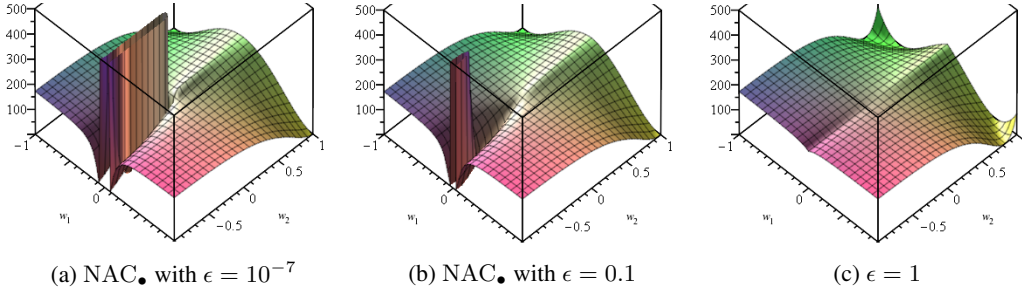 500 400 300 200 100 −1 0 w₁ −0.5 0 0.5 1 w₂
500 400 300 200 100 −1 0 w₁ −0.5 0 0.5 1 w₂
500 400 300 200 100 −1 0 w₁ −0.5 0 0.5 1 w₂
(a) NAC• with ϵ = 10⁻⁷
(b) NAC• with ϵ = 0.1
(c) ϵ = 1